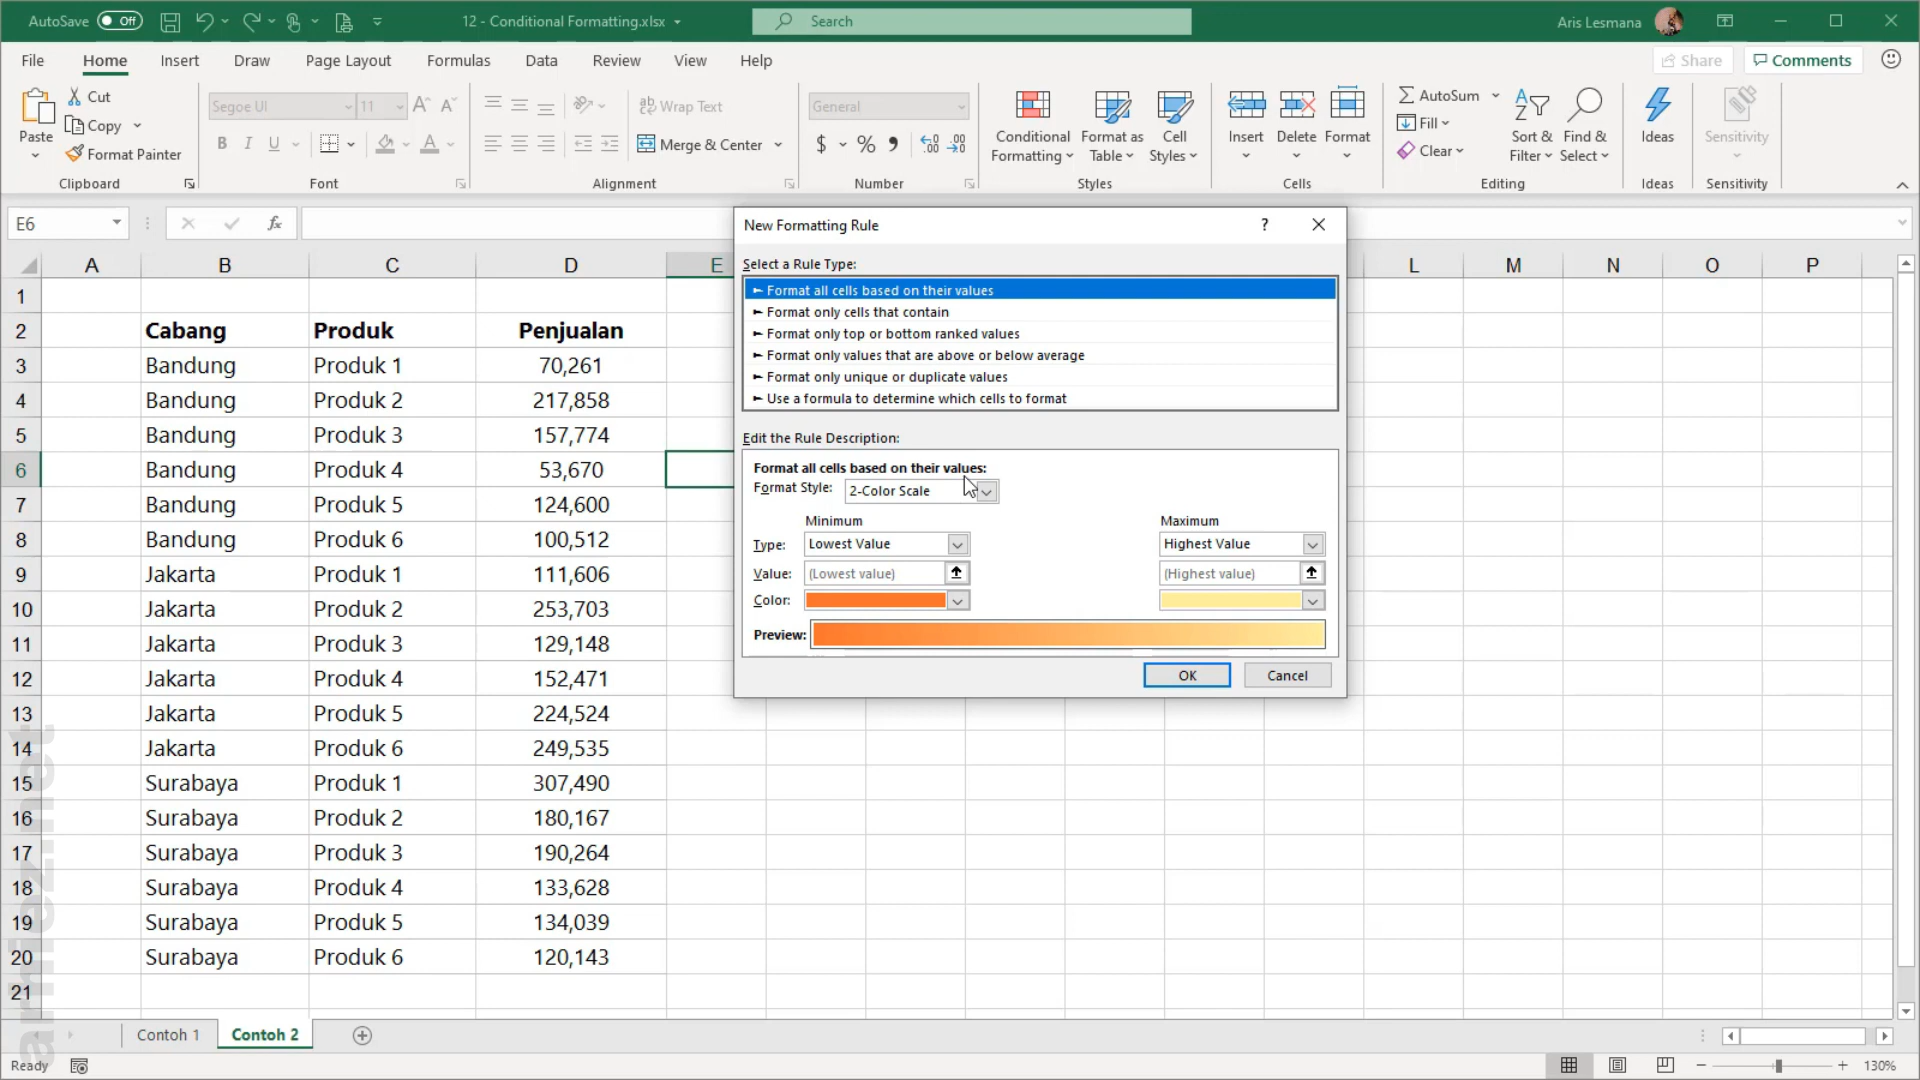 AutoSave Off 12 - Conditional Formatting.xlsx Search Aris Lesmana
File Home Insert Draw Page Layout Formulas Data Review View Help Share Comments
Paste Cut Copy Format Painter Clipboard
Segoe UI 11 B I U A Font
ab Wrap Text Merge & Center Alignment
General $ % Number
Conditional Formatting Format as Table Cell Styles Styles
Insert Delete Format Cells
AutoSum Fill Clear Sort & Filter Find & Select Editing
Ideas Ideas
Sensitivity Sensitivity
E6 fx
A B C D E L M N O P
1
2 Cabang Produk Penjualan
3 Bandung Produk 1 70,261
4 Bandung Produk 2 217,858
5 Bandung Produk 3 157,774
6 Bandung Produk 4 53,670
7 Bandung Produk 5 124,600
8 Bandung Produk 6 100,512
9 Jakarta Produk 1 111,606
10 Jakarta Produk 2 253,703
11 Jakarta Produk 3 129,148
12 Jakarta Produk 4 152,471
13 Jakarta Produk 5 224,524
14 Jakarta Produk 6 249,535
15 Surabaya Produk 1 307,490
16 Surabaya Produk 2 180,167
17 Surabaya Produk 3 190,264
18 Surabaya Produk 4 133,628
19 Surabaya Produk 5 134,039
20 Surabaya Produk 6 120,143
21
New Formatting Rule ?
Select a Rule Type:
Format all cells based on their values
Format only cells that contain
Format only top or bottom ranked values
Format only values that are above or below average
Format only unique or duplicate values
Use a formula to determine which cells to format
Edit the Rule Description:
Format all cells based on their values:
Format Style: 2-Color Scale
Minimum Maximum
Type: Lowest Value Highest Value
Value: (Lowest value) (Highest value)
Color:
Preview:
OK Cancel
Contoh 1 Contoh 2
Ready 130%